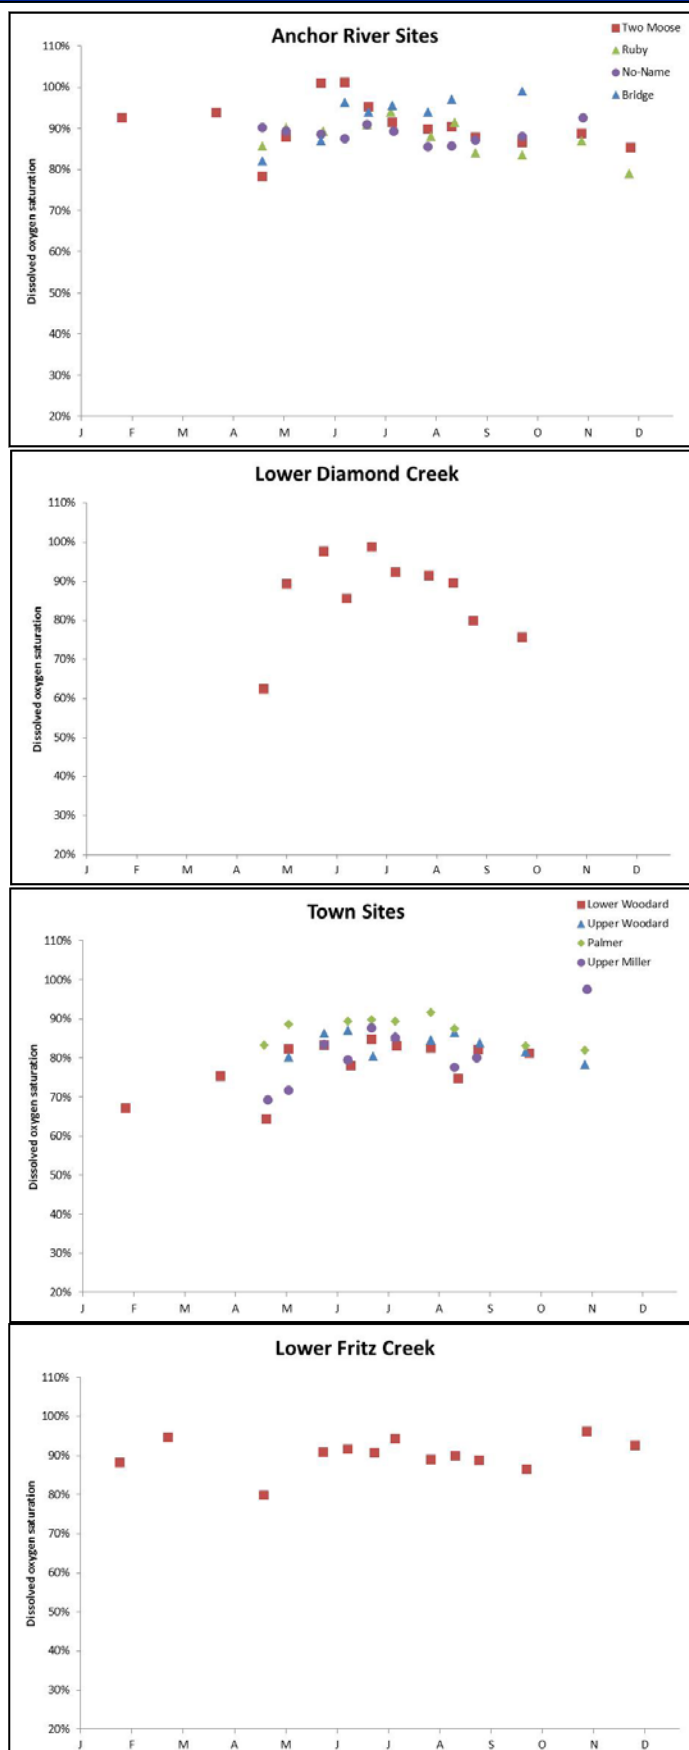 Anchor River Sites
Two Moose
Ruby
No-Name
Bridge
Dissolved oxygen saturation
110%
100%
90%
80%
70%
60%
50%
40%
30%
20%
J F M A M J J A S O N D
Lower Diamond Creek
Dissolved oxygen saturation
110%
100%
90%
80%
70%
60%
50%
40%
30%
20%
J F M A M J J A S O N D
Town Sites
Lower Woodard
Upper Woodard
Palmer
Upper Miller
Dissolved oxygen saturation
110%
100%
90%
80%
70%
60%
50%
40%
30%
20%
J F M A M J J A S O N D
Lower Fritz Creek
Dissolved oxygen saturation
110%
100%
90%
80%
70%
60%
50%
40%
30%
20%
J F M A M J J A S O N D